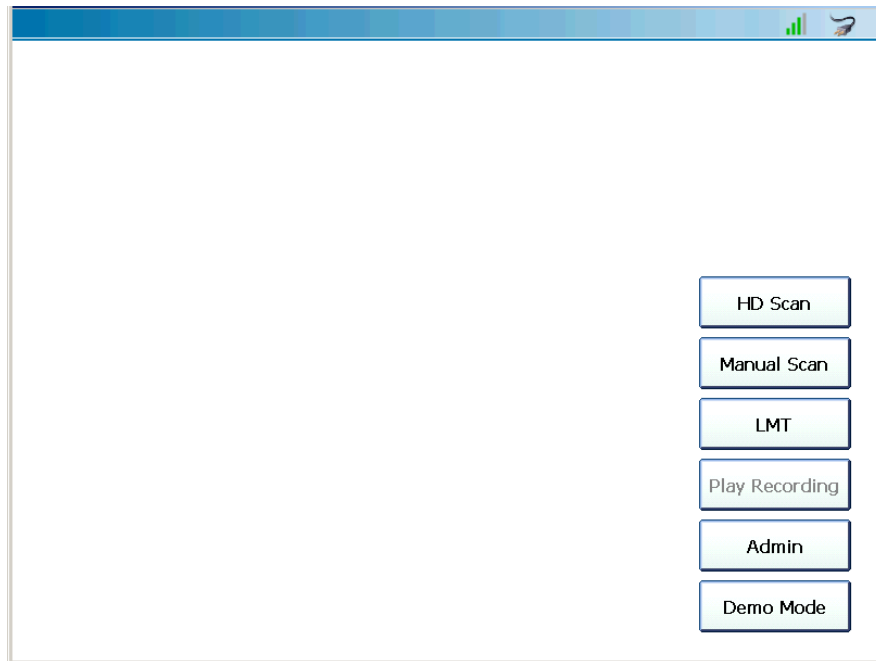 HD Scan
Manual Scan
LMT
Play Recording
Admin
Demo Mode